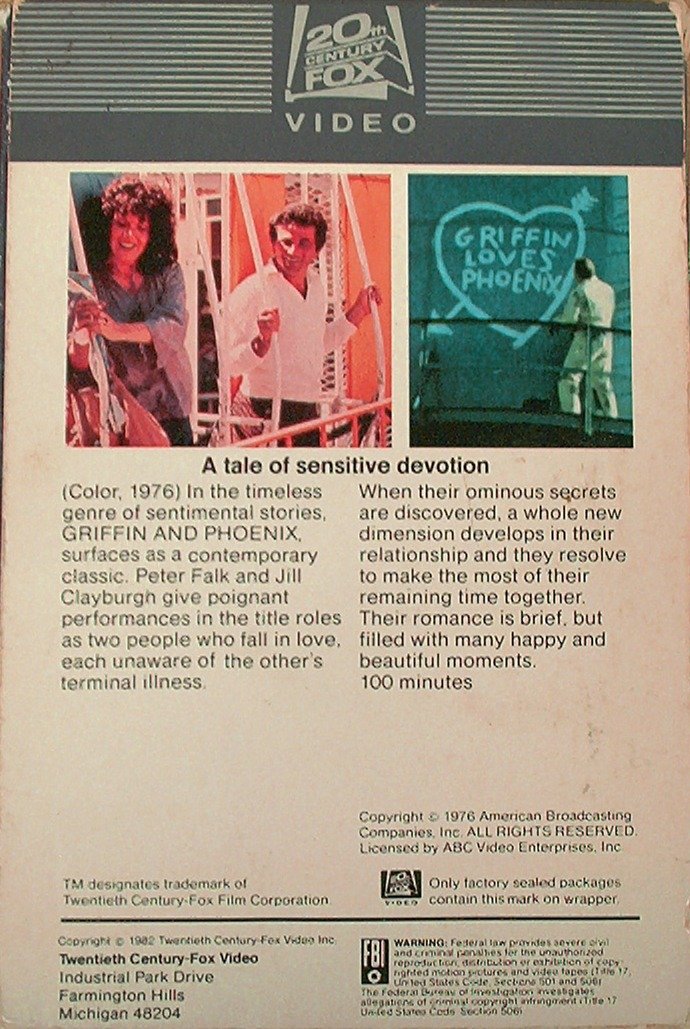 20th
CENTURY
FOX
VIDEO
GRIFFIN
LOVES
PHOENIX
A tale of sensitive devotion
(Color, 1976) In the timeless
genre of sentimental stories,
GRIFFIN AND PHOENIX,
surfaces as a contemporary
classic. Peter Falk and Jill
Clayburgh give poignant
performances in the title roles
as two people who fall in love,
each unaware of the other's
terminal illness.
When their ominous secrets
are discovered, a whole new
dimension develops in their
relationship and they resolve
to make the most of their
remaining time together.
Their romance is brief, but
filled with many happy and
beautiful moments.
100 minutes
Copyright © 1976 American Broadcasting
Companies, Inc. ALL RIGHTS RESERVED.
Licensed by ABC Video Enterprises, Inc
TM designates trademark of
Twentieth Century-Fox Film Corporation.
VIDEO
Only factory sealed packages
contain this mark on wrapper.
Copyright © 1982 Twentieth Century-Fox Video Inc.
Twentieth Century-Fox Video
Industrial Park Drive
Farmington Hills
Michigan 48204
FBI
WARNING: Federal law provides severe civil
and criminal penalties for the unauthorized
reproduction, distribution or exhibition of copy-
righted motion pictures and video tapes (Title 17,
United States Code, Sections 501 and 506)
The Federal Bureau of Investigation investigates
allegations of criminal copyright infringement (Title 17
United States Code Section 506)